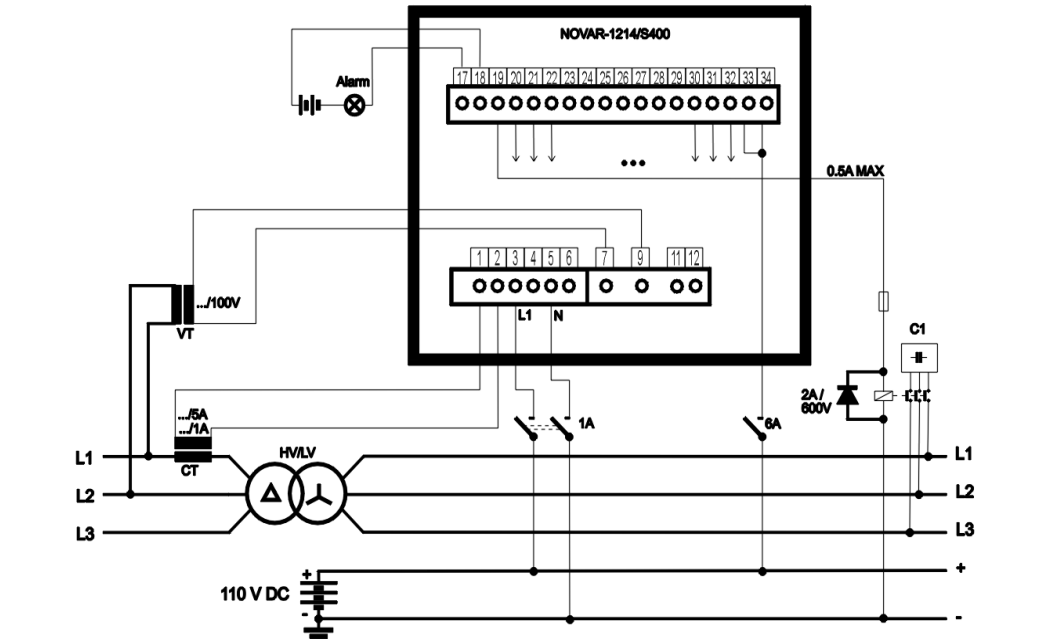 NOVAR-1214/S400
Alarm
17 18 19 20 21 22 23 24 25 26 27 28 29 30 31 32 33 34
0.5A MAX
1 2 3 4 5 6 7 9 11 12
.../100V
L1 N
VT
C1
2A /
600V
.../5A
.../1A
1A
6A
HV/LV
L1
L1
CT
L2
L2
L3
L3
+
+
110 V DC
-
-